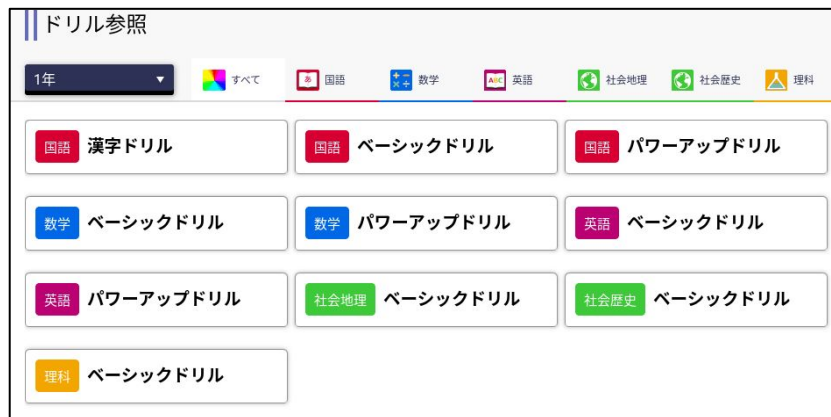 ドリル参照
1年 すべて あ 国語 数学 ABC 英語 社会地理 社会歴史 理科
国語 漢字ドリル 国語 ベーシックドリル 国語 パワーアップドリル
数学 ベーシックドリル 数学 パワーアップドリル 英語 ベーシックドリル
英語 パワーアップドリル 社会地理 ベーシックドリル 社会歴史 ベーシックドリル
理科 ベーシックドリル